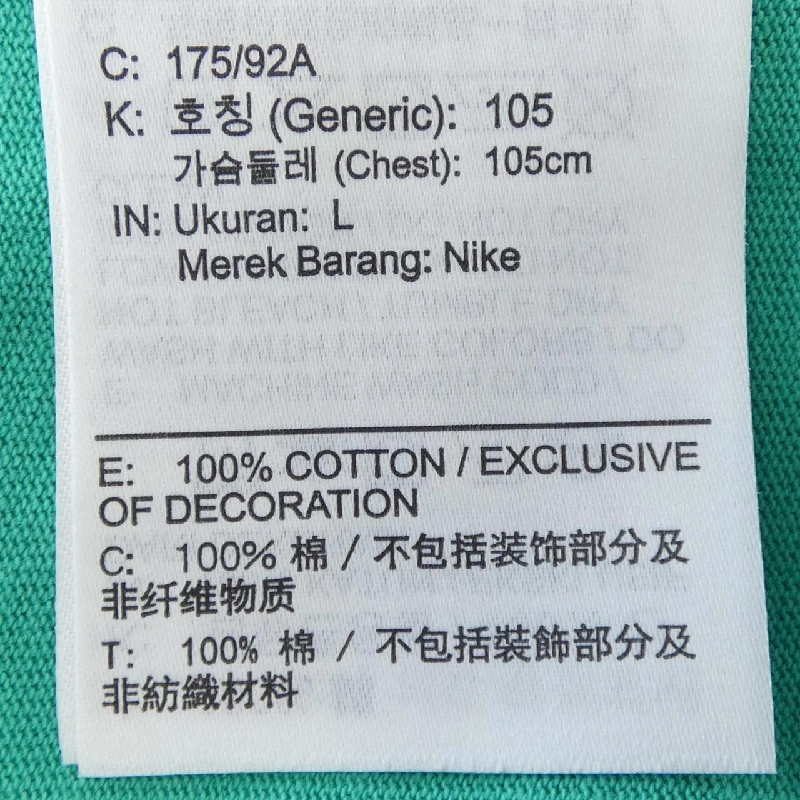 C: 175/92A
K: 호칭 (Generic): 105
가슴둘레 (Chest): 105cm
IN: Ukuran: L
Merek Barang: Nike
E: 100% COTTON / EXCLUSIVE
OF DECORATION
C: 100% 棉 / 不包括装饰部分及
非纤维物质
T: 100% 棉 / 不包括裝飾部分及
非紡織材料